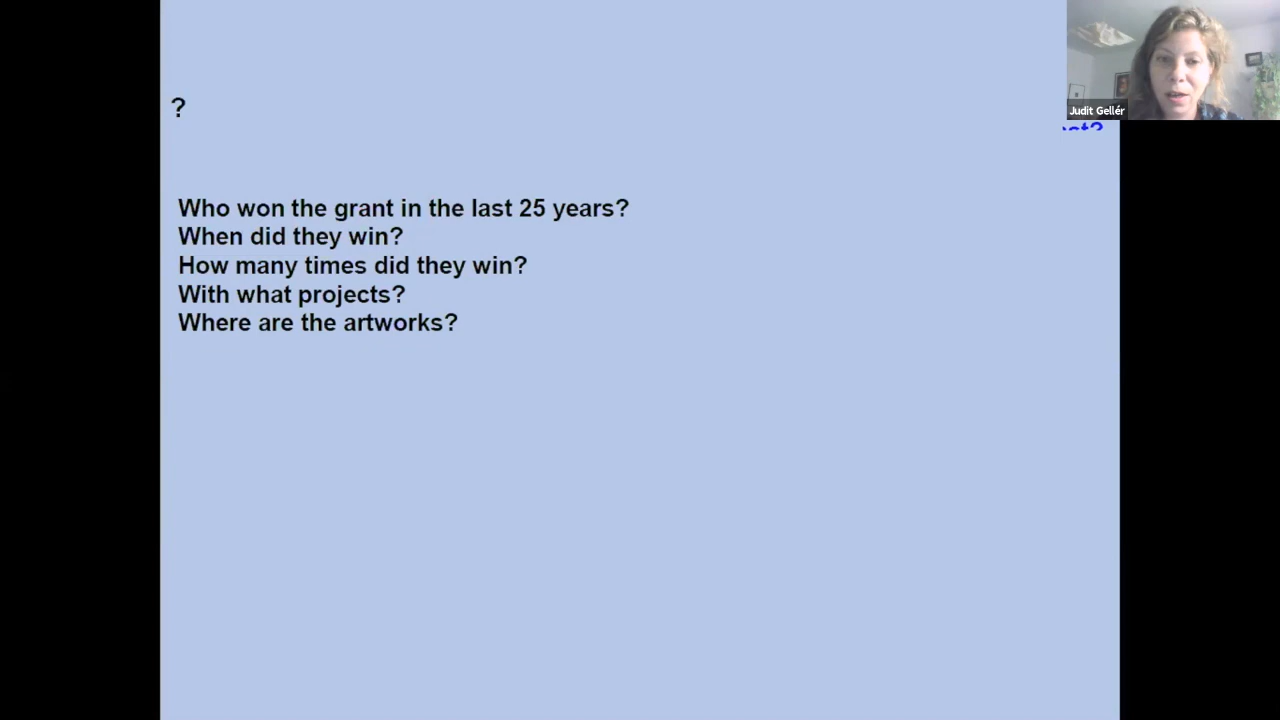 Judit Gellér
?
Who won the grant in the last 25 years?
When did they win?
How many times did they win?
With what projects?
Where are the artworks?